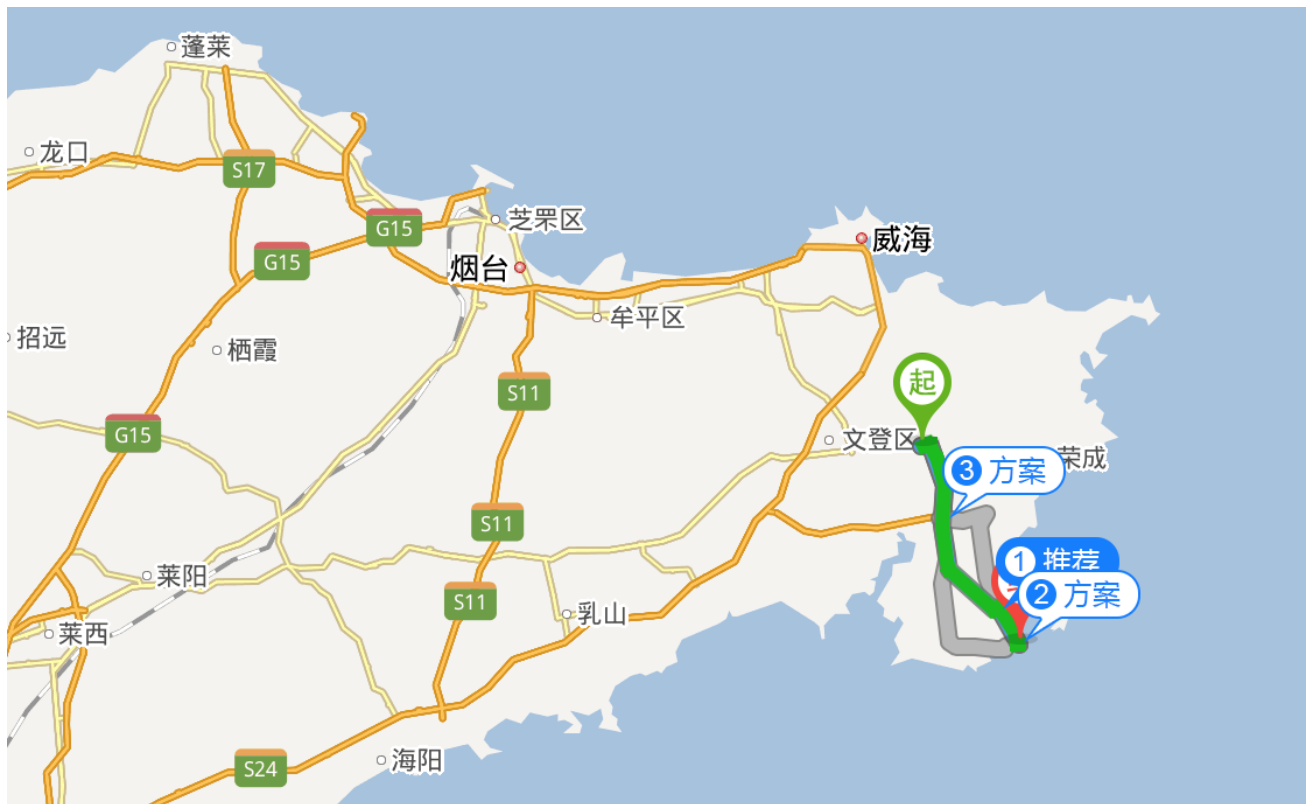 蓬莱
龙口
S17
芝罘区
G15
威海
G15
烟台
牟平区
招远
栖霞
起
S11
G15
文登区
荣成
3 方案
S11
1 推荐
莱阳
2 方案
S11
乳山
莱西
海阳
S24